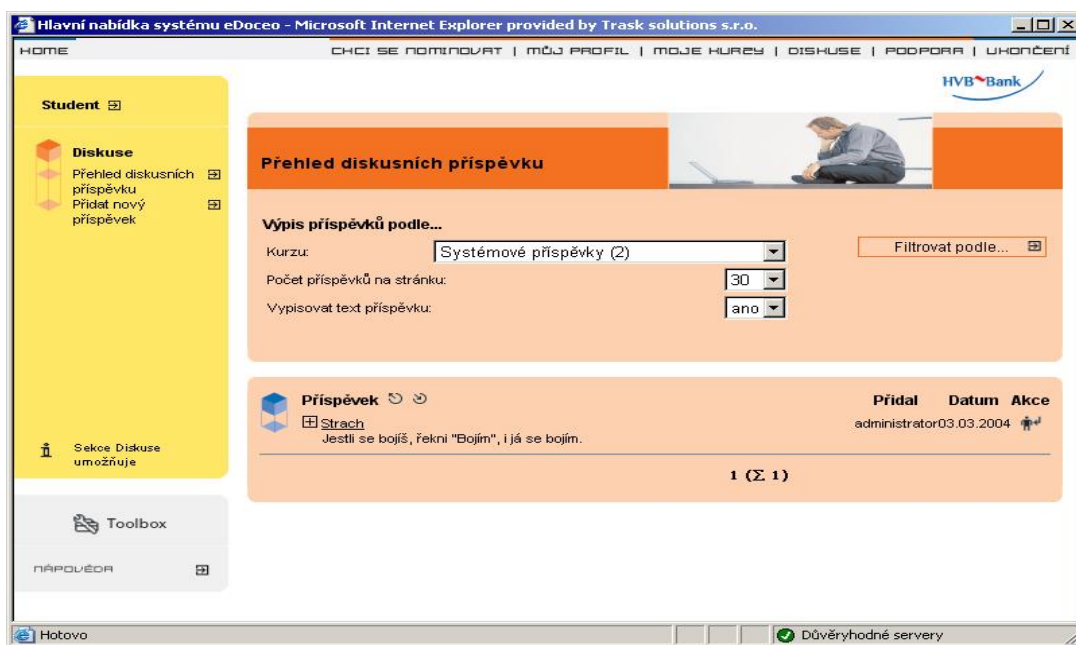 Hlavní nabídka systému eDoceo - Microsoft Internet Explorer provided by Trask solutions s.r.o.
HOME
CHCI SE NOMINOVAT | MŮJ PROFIL | MOJE KURZY | DISKUSE | PODPORA | UKONČENÍ
HVB Bank
Student
Diskuse
Přehled diskusních
příspěvku
Přidat nový
příspěvek
Sekce Diskuse
umožňuje
Toolbox
NÁPOVĚDA
Přehled diskusních příspěvku
Výpis příspěvků podle...
Kurzu: Systémové příspěvky (2) Filtrovat podle...
Počet příspěvků na stránku: 30
Vypisovat text příspěvku: ano
Příspěvek Přidal Datum Akce
Strach administrator03.03.2004
Jestli se bojíš, řekni "Bojím", i já se bojím.
1 (Σ 1)
Hotovo Důvěryhodné servery